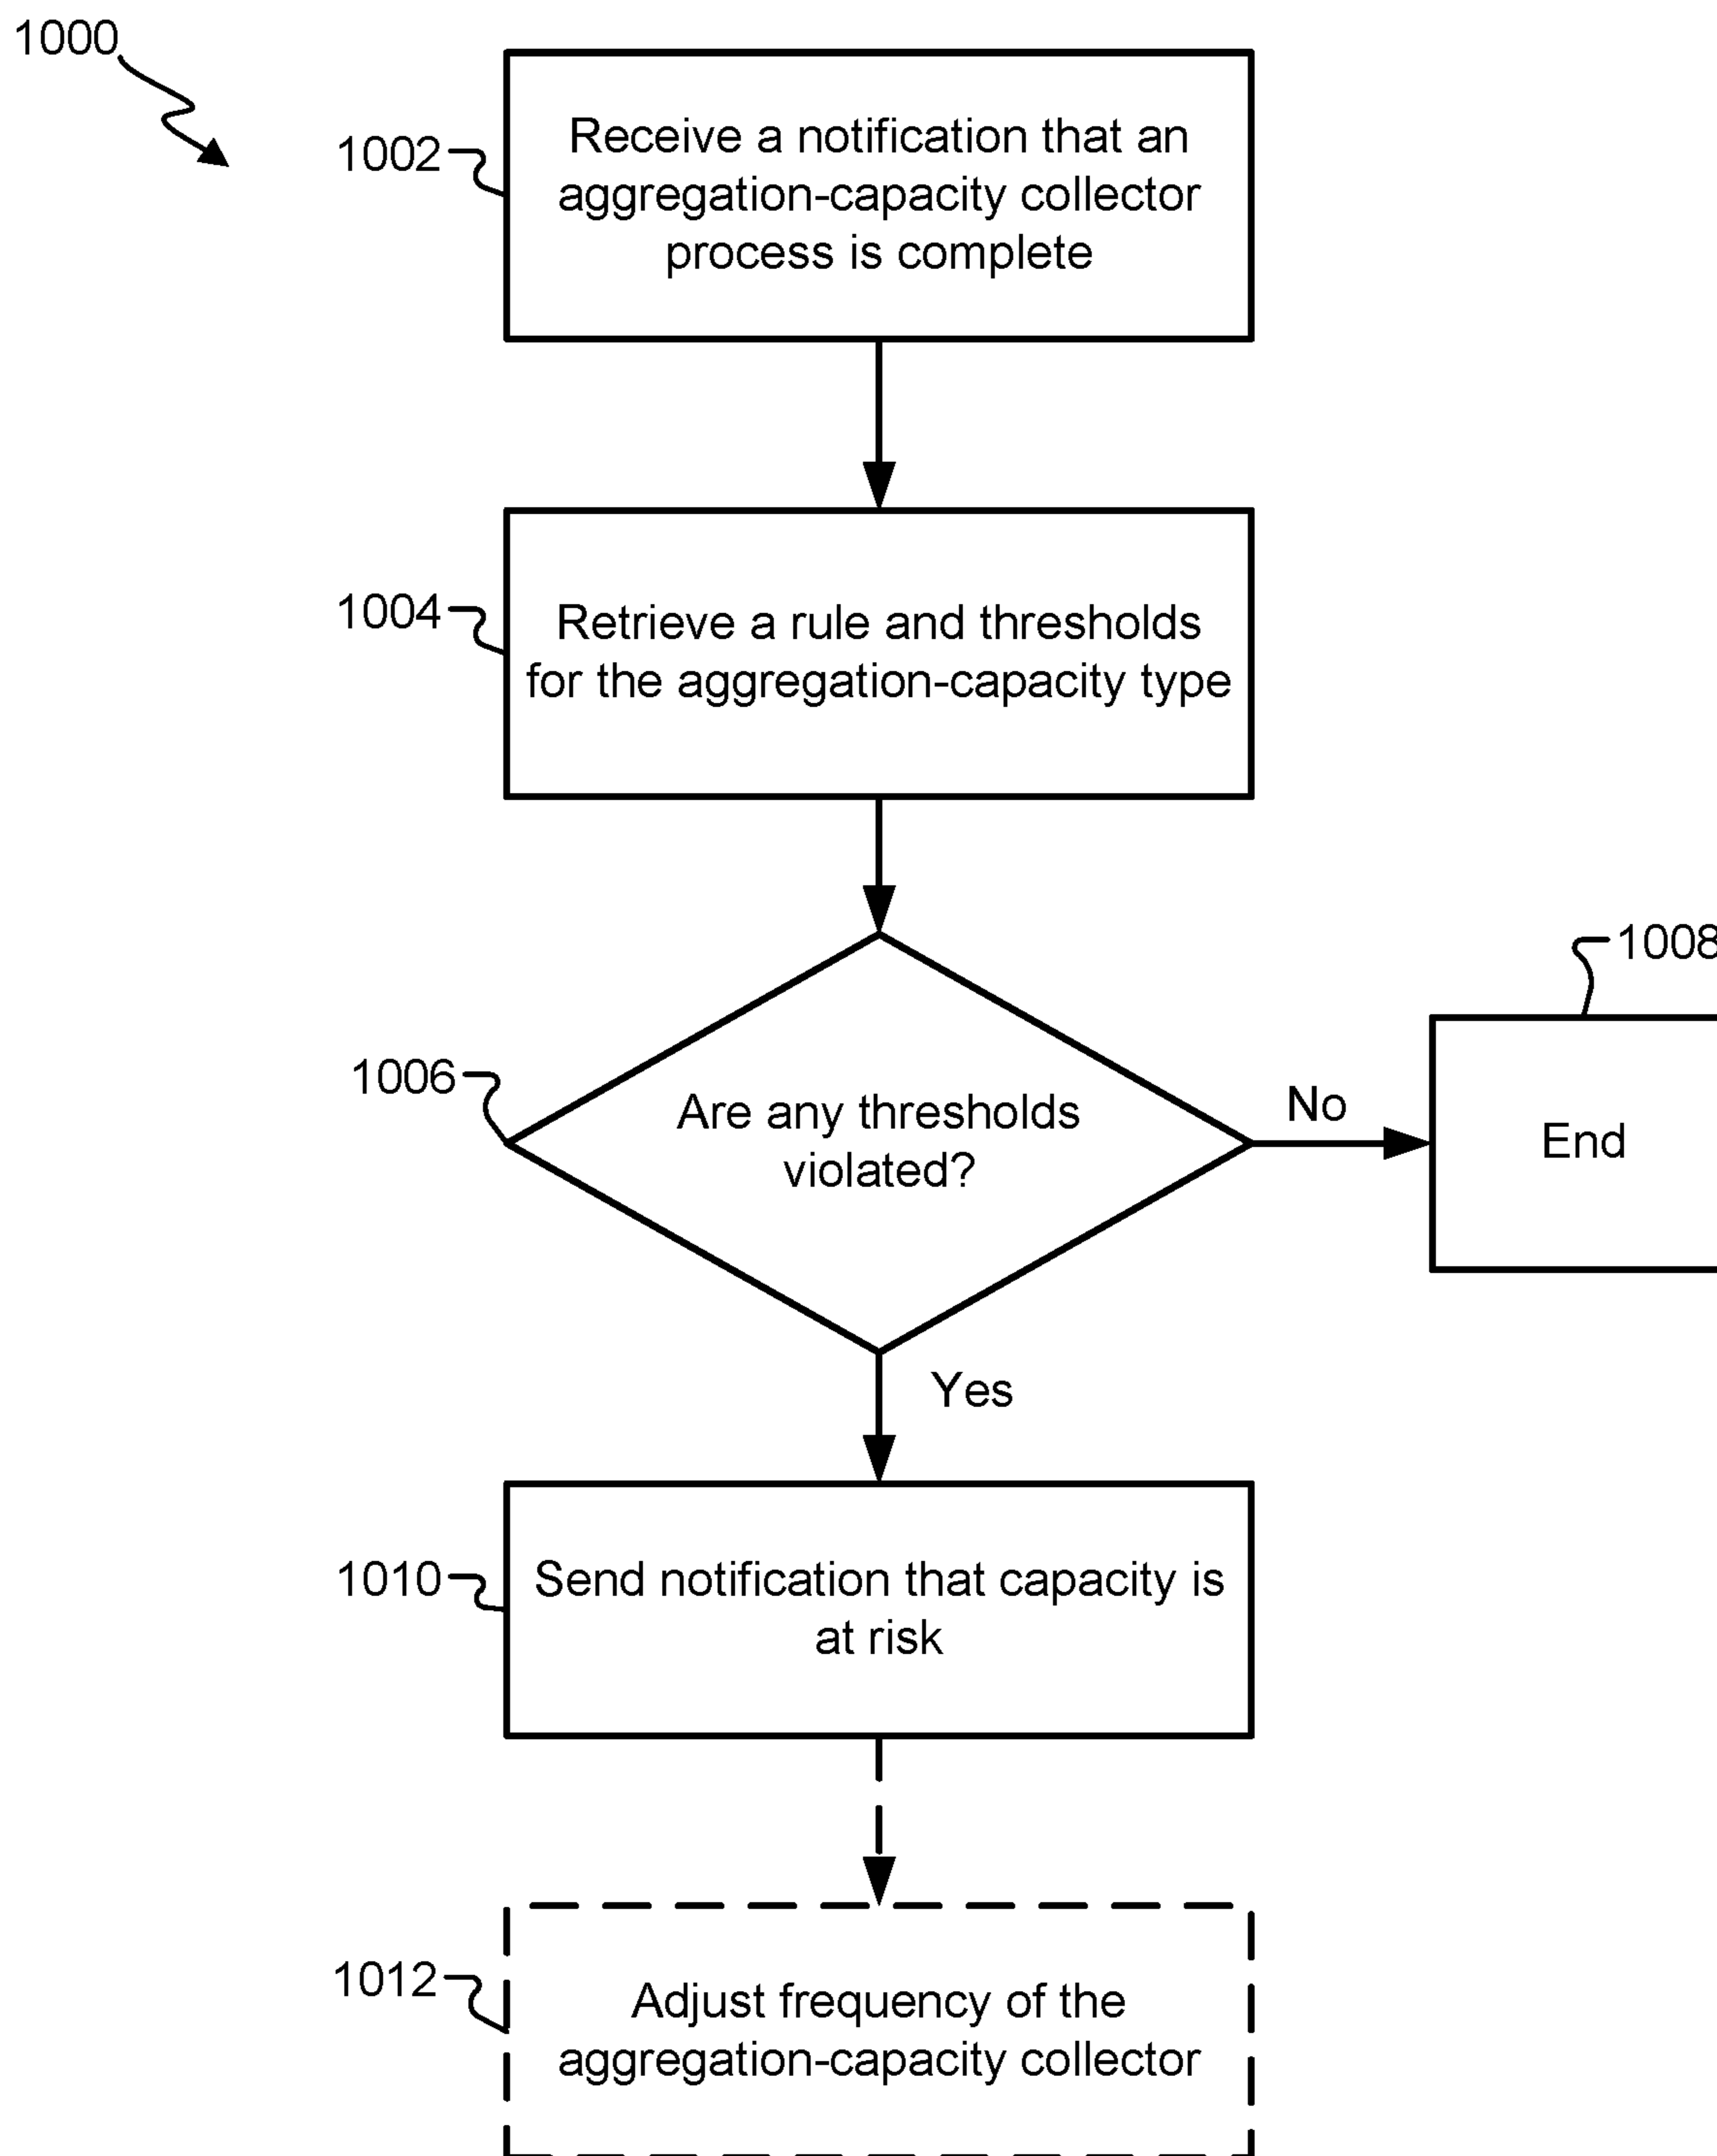 1000
1002
Receive a notification that an
aggregation-capacity collector
process is complete
1004
Retrieve a rule and thresholds
for the aggregation-capacity type
1008
1006
Are any thresholds
violated?
No
End
Yes
1010
Send notification that capacity is
at risk
1012
Adjust frequency of the
aggregation-capacity collector